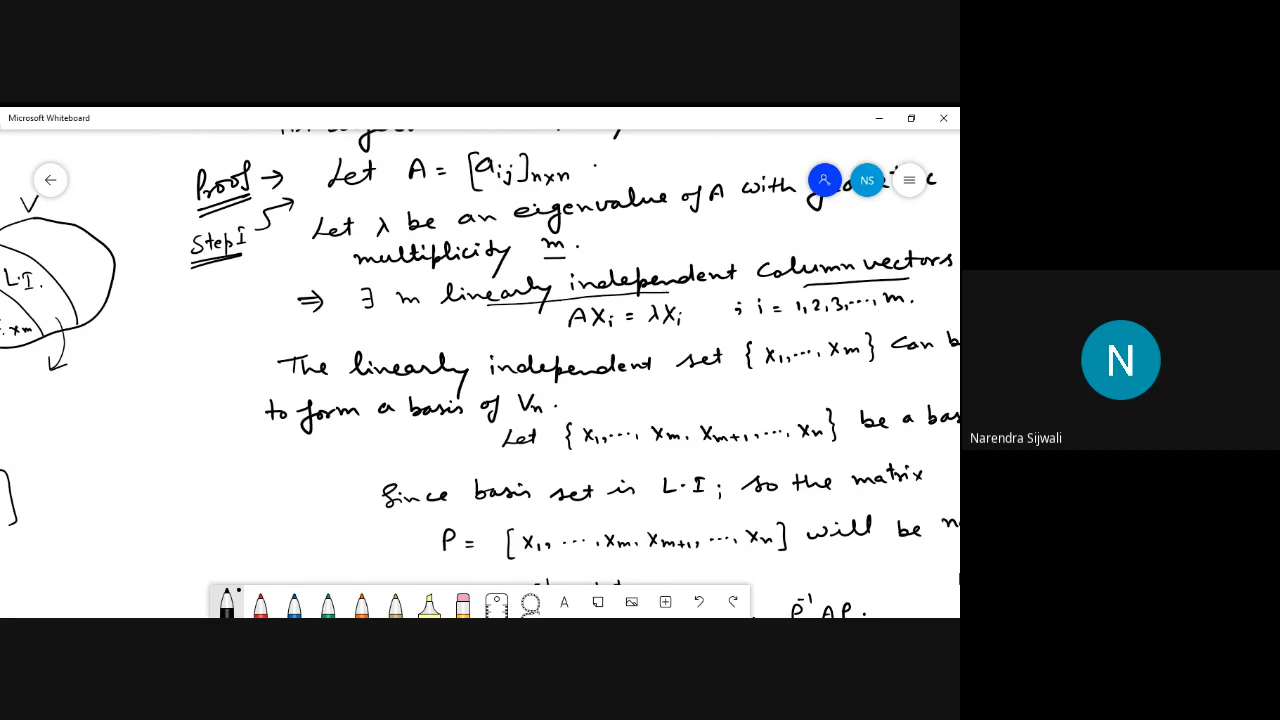 Microsoft Whiteboard
Proof → Let A = [aij]n×n .
Step I
Let λ be an eigenvalue of A with
multiplicity m .
V
L.I.
xm
⇒ ∃ m linearly independent column vectors
AXi = λXi ; i = 1,2,3,...,m.
The linearly independent set {x1,..., xm} can b
to form a basis of Vn .
Let {x1,..., xm, xm+1,..., xn} be a bas
Since basis set is L.I; so the matrix
P = [x1, ..., xm, xm+1, ..., xn] will be n
P⁻¹AP.
NS
A
N
Narendra Sijwali